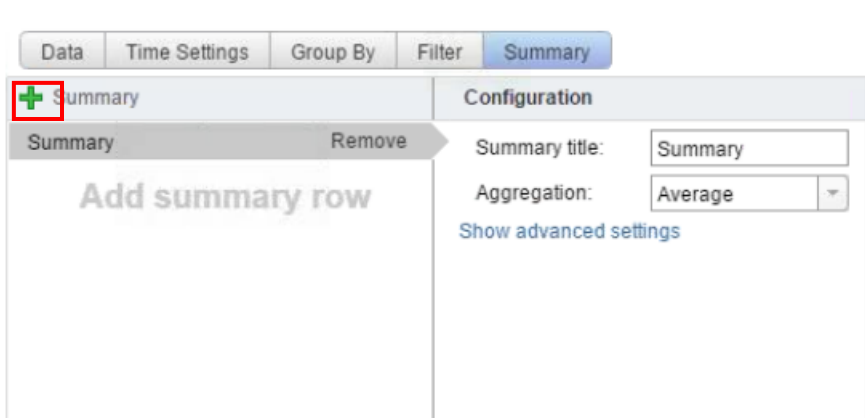 Data Time Settings Group By Filter Summary
Summary
Configuration
Summary Remove
Add summary row
Summary title: Summary
Aggregation: Average
Show advanced settings